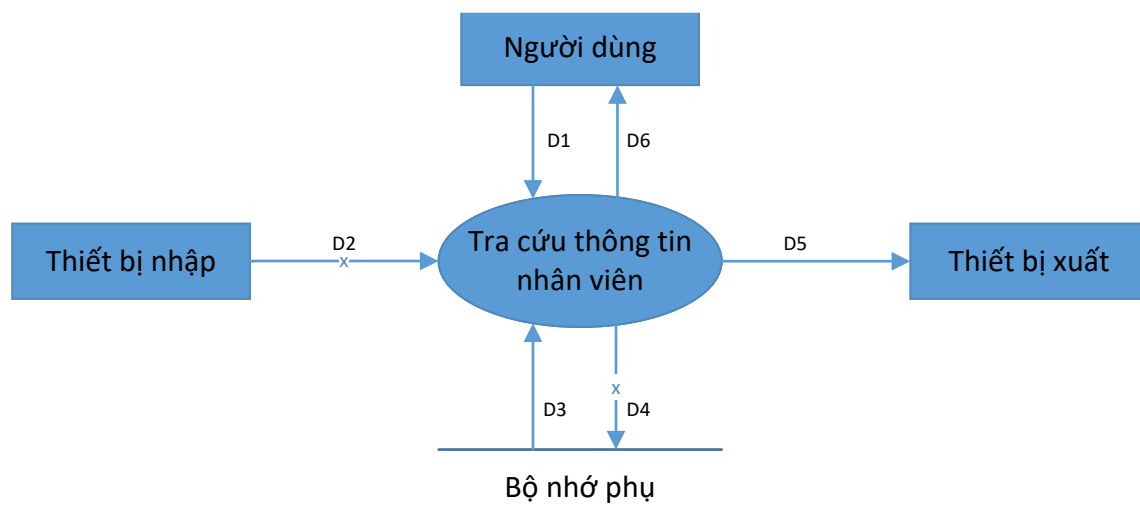 Người dùng
D1
D6
Thiết bị nhập
D2
x
Tra cứu thông tin
nhân viên
D5
Thiết bị xuất
D3
x
D4
Bộ nhớ phụ